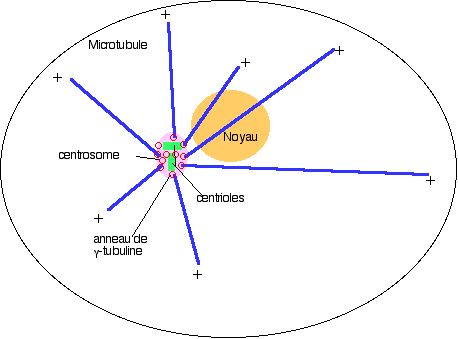 +
Microtubule
+
+
+
Noyau
centrosome
+
centrioles
+
anneau de
γ-tubuline
+